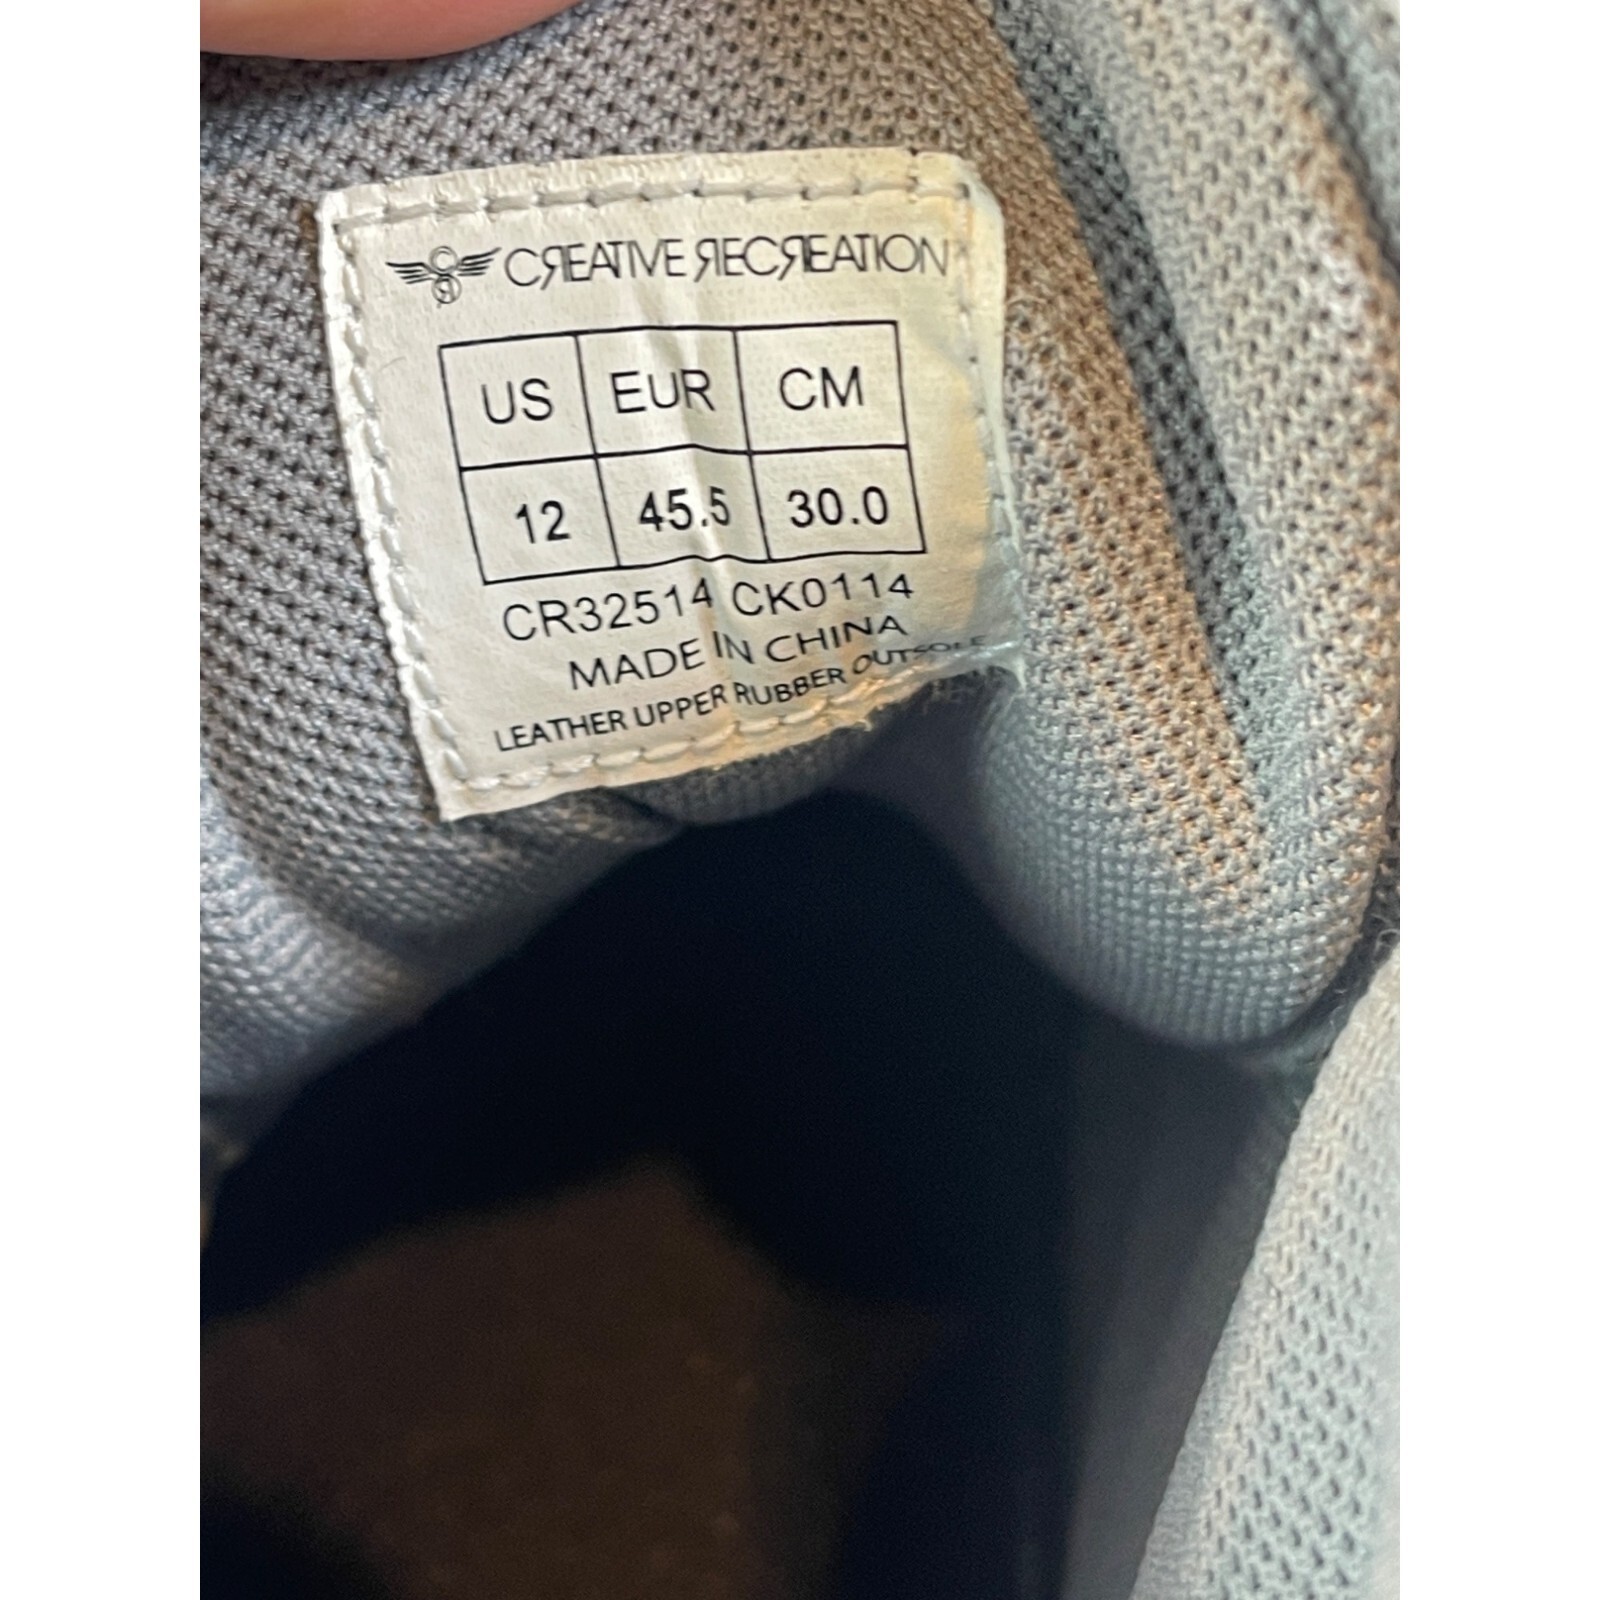 CREATIVE RECREATION
US EUR CM
12 45.5 30.0
CR32514 CK0114
MADE IN CHINA
LEATHER UPPER RUBBER OUTSOLE